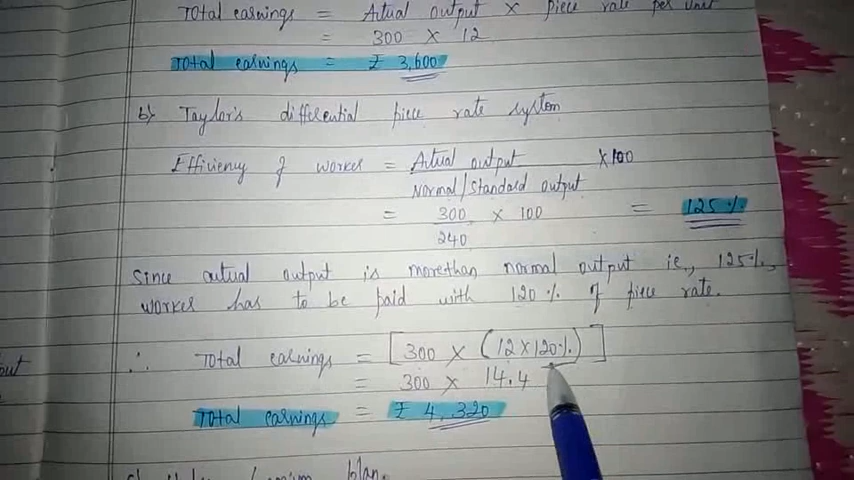 Total earnings = Actual output × piece rate per unit
= 300 × 12
Total earnings = ₹ 3,600
b) Taylor's differential piece rate system
Efficiency of worker = Actual output ×100
Normal/Standard output
= 300 × 100 = 125%
240
Since actual output is more than normal output ie., 125%,
worker has to be paid with 120% of piece rate.
∴ Total earnings = [300 × (12×120%)]
= 300 × 14.4
Total earnings = ₹ 4,320
plan.